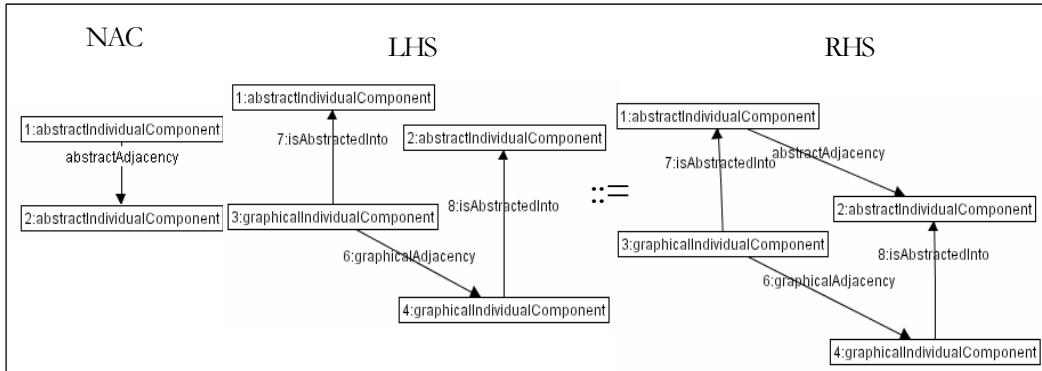 NAC
LHS
RHS
1:abstractIndividualComponent
abstractAdjacency
2:abstractIndividualComponent
1:abstractIndividualComponent
7:isAbstractedInto
2:abstractIndividualComponent
8:isAbstractedInto
3:graphicalIndividualComponent
6:graphicalAdjacency
4:graphicalIndividualComponent
::=
1:abstractIndividualComponent
abstractAdjacency
7:isAbstractedInto
2:abstractIndividualComponent
3:graphicalIndividualComponent
8:isAbstractedInto
6:graphicalAdjacency
4:graphicalIndividualComponent